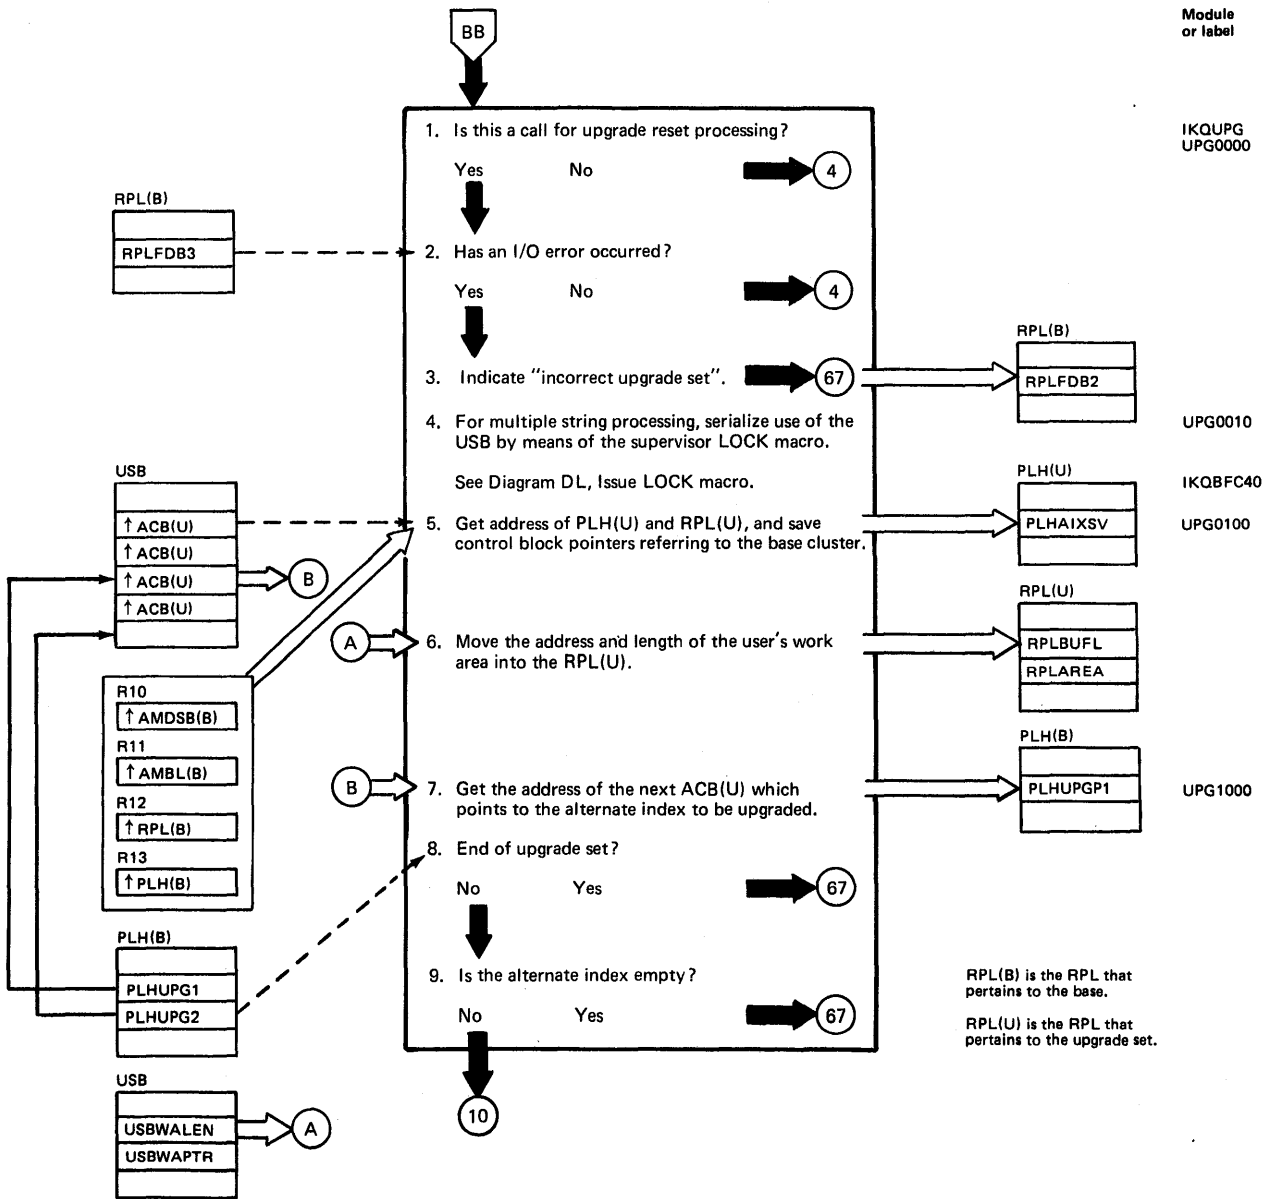 BB
Module
or label
1. Is this a call for upgrade reset processing?
IKQUPG
UPG0000
Yes No 4
RPL(B)
RPLFDB3
2. Has an I/O error occurred?
Yes No 4
3. Indicate "incorrect upgrade set". 67
RPL(B)
RPLFDB2
4. For multiple string processing, serialize use of the
USB by means of the supervisor LOCK macro.
UPG0010
See Diagram DL, Issue LOCK macro.
IKQBFC40
USB
↑ ACB(U)
↑ ACB(U)
↑ ACB(U)
↑ ACB(U)
B
5. Get address of PLH(U) and RPL(U), and save
control block pointers referring to the base cluster.
PLH(U)
PLHAIXSV
UPG0100
A
6. Move the address and length of the user's work
area into the RPL(U).
RPL(U)
RPLBUFL
RPLAREA
R10
↑ AMDSB(B)
R11
↑ AMBL(B)
R12
↑ RPL(B)
R13
↑ PLH(B)
B
7. Get the address of the next ACB(U) which
points to the alternate index to be upgraded.
PLH(B)
PLHUPGP1
UPG1000
8. End of upgrade set?
No Yes 67
PLH(B)
PLHUPG1
PLHUPG2
9. Is the alternate index empty?
No Yes 67
RPL(B) is the RPL that
pertains to the base.
RPL(U) is the RPL that
pertains to the upgrade set.
USB
USBWALEN
USBWAPTR
A
10